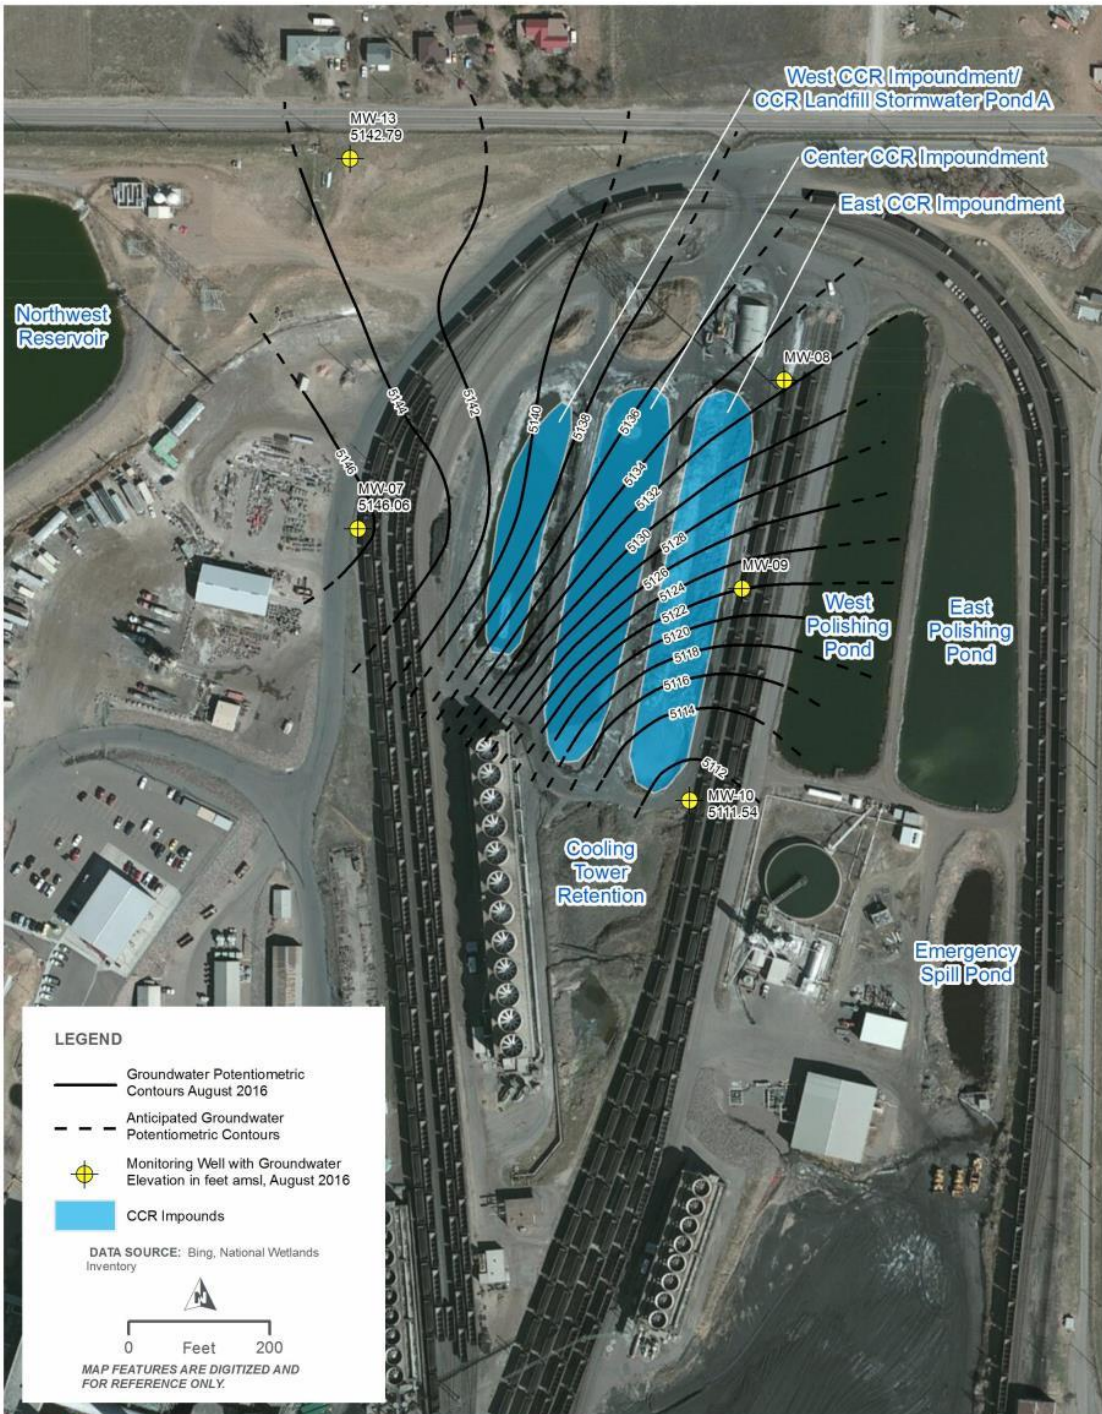 West CCR Impoundment/
CCR Landfill Stormwater Pond A
MW-13
5142.79
Center CCR Impoundment
East CCR Impoundment
Northwest
Reservoir
MW-08
5144
5142
5140
5138
5136
5146
5134
MW-07
5146.06
5132
5130
5128
5126
MW-09
5124
5122
5120
5118
5116
5114
5112
West
Polishing
Pond
East
Polishing
Pond
MW-10
5111.54
Cooling
Tower
Retention
Emergency
Spill Pond
LEGEND
Groundwater Potentiometric
Contours August 2016
Anticipated Groundwater
Potentiometric Contours
Monitoring Well with Groundwater
Elevation in feet amsl, August 2016
CCR Impounds
DATA SOURCE: Bing, National Wetlands
Inventory
N
0 Feet 200
MAP FEATURES ARE DIGITIZED AND
FOR REFERENCE ONLY.